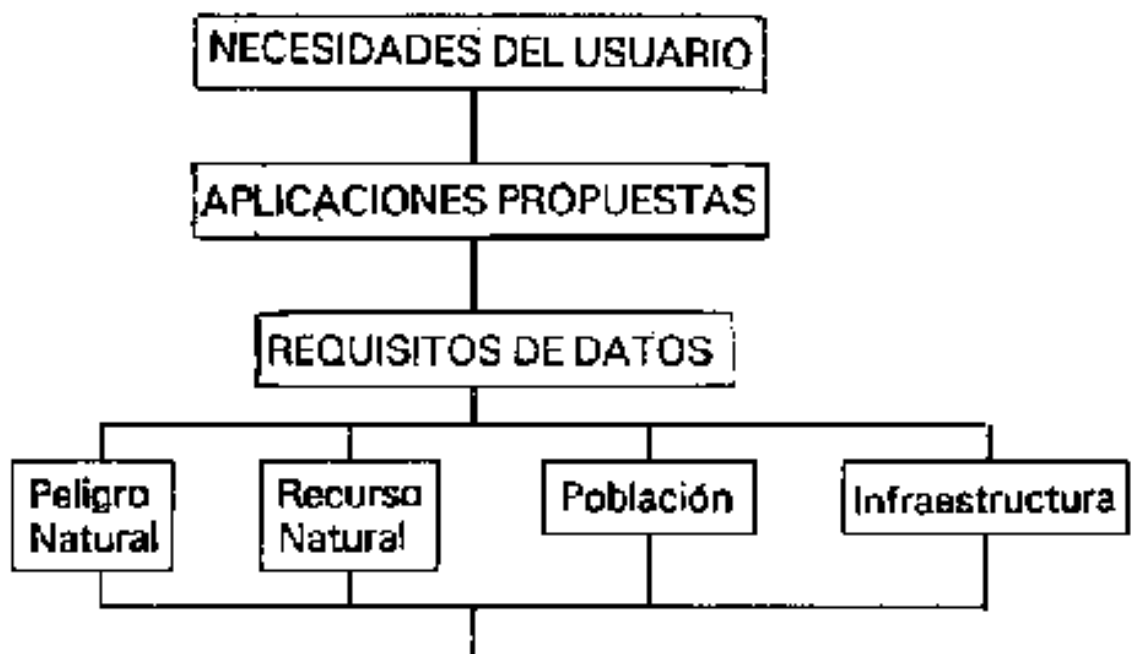 NECESIDADES DEL USUARIO
APLICACIONES PROPUESTAS
REQUISITOS DE DATOS
Peligro
Natural
Recurso
Natural
Población
Infraestructura